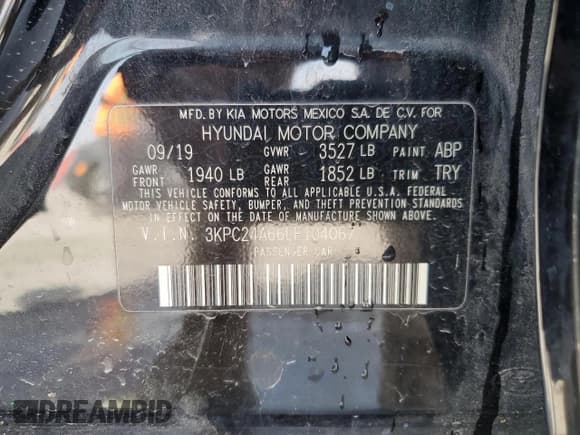 MFD. BY KIA MOTORS MEXICO S.A. DE C.V. FOR
HYUNDAI MOTOR COMPANY
09/19 GVWR 3527 LB PAINT ABP
GAWR FRONT 1940 LB GAWR REAR 1852 LB TRIM TRY
THIS VEHICLE CONFORMS TO ALL APPLICABLE U.S.A. FEDERAL
MOTOR VEHICLE SAFETY, BUMPER, AND THEFT PREVENTION STANDARDS
IN EFFECT ON THE DATE OF MANUFACTURE SHOWN ABOVE.
V.I.N. 3KPC24A66LE104067
(PASSENGER CAR)
DREAMBID